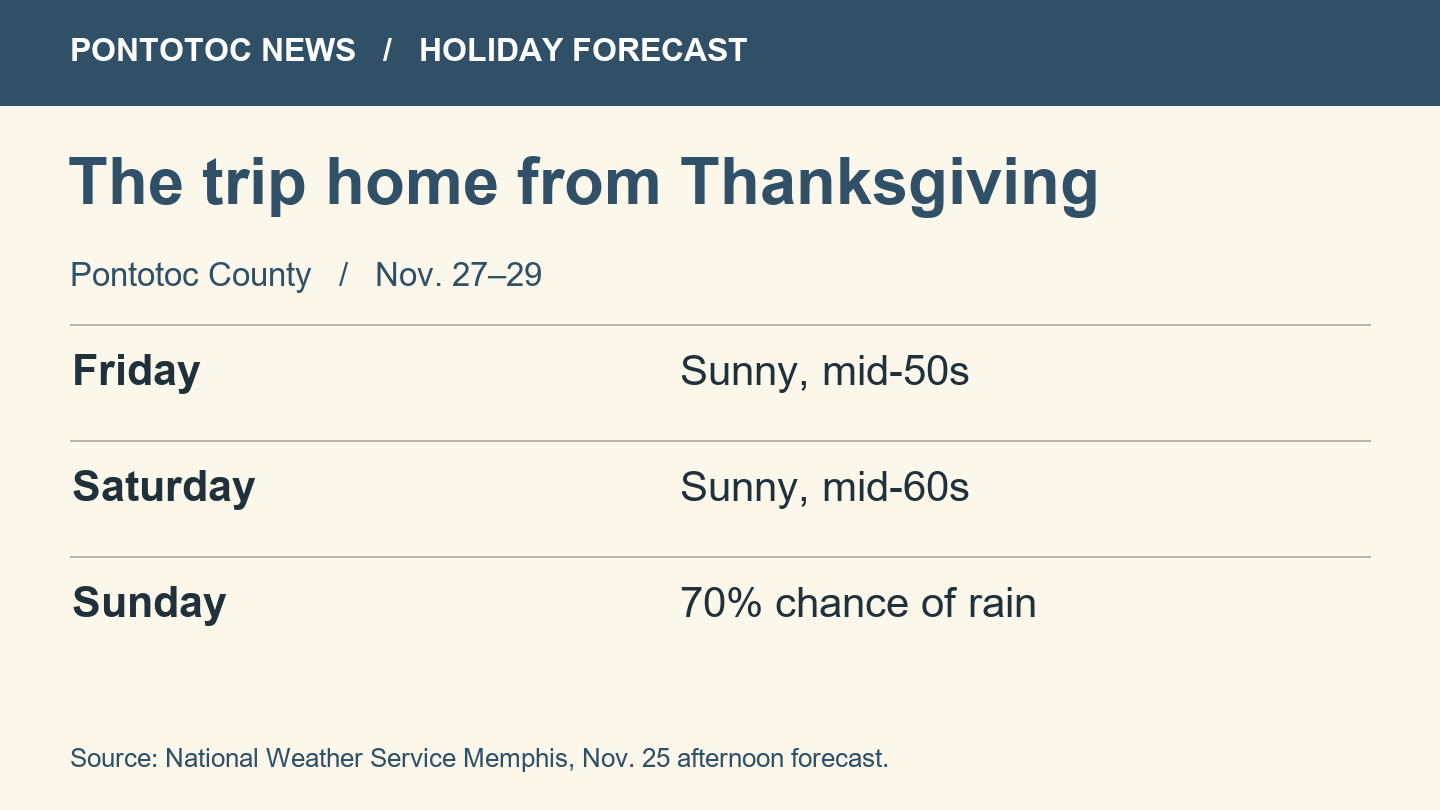 PONTOTOC NEWS / HOLIDAY FORECAST
The trip home from Thanksgiving
Pontotoc County / Nov. 27–29
Friday Sunny, mid-50s
Saturday Sunny, mid-60s
Sunday 70% chance of rain
Source: National Weather Service Memphis, Nov. 25 afternoon forecast.